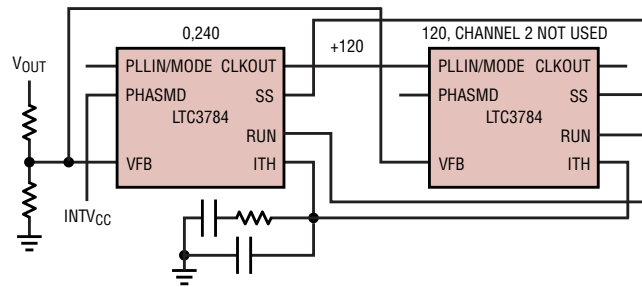 0,240
120, CHANNEL 2 NOT USED
+120
VOUT
PLLIN/MODE CLKOUT
PHASMD SS
LTC3784
RUN
VFB ITH
INTVCC
PLLIN/MODE CLKOUT
PHASMD SS
LTC3784
RUN
VFB ITH